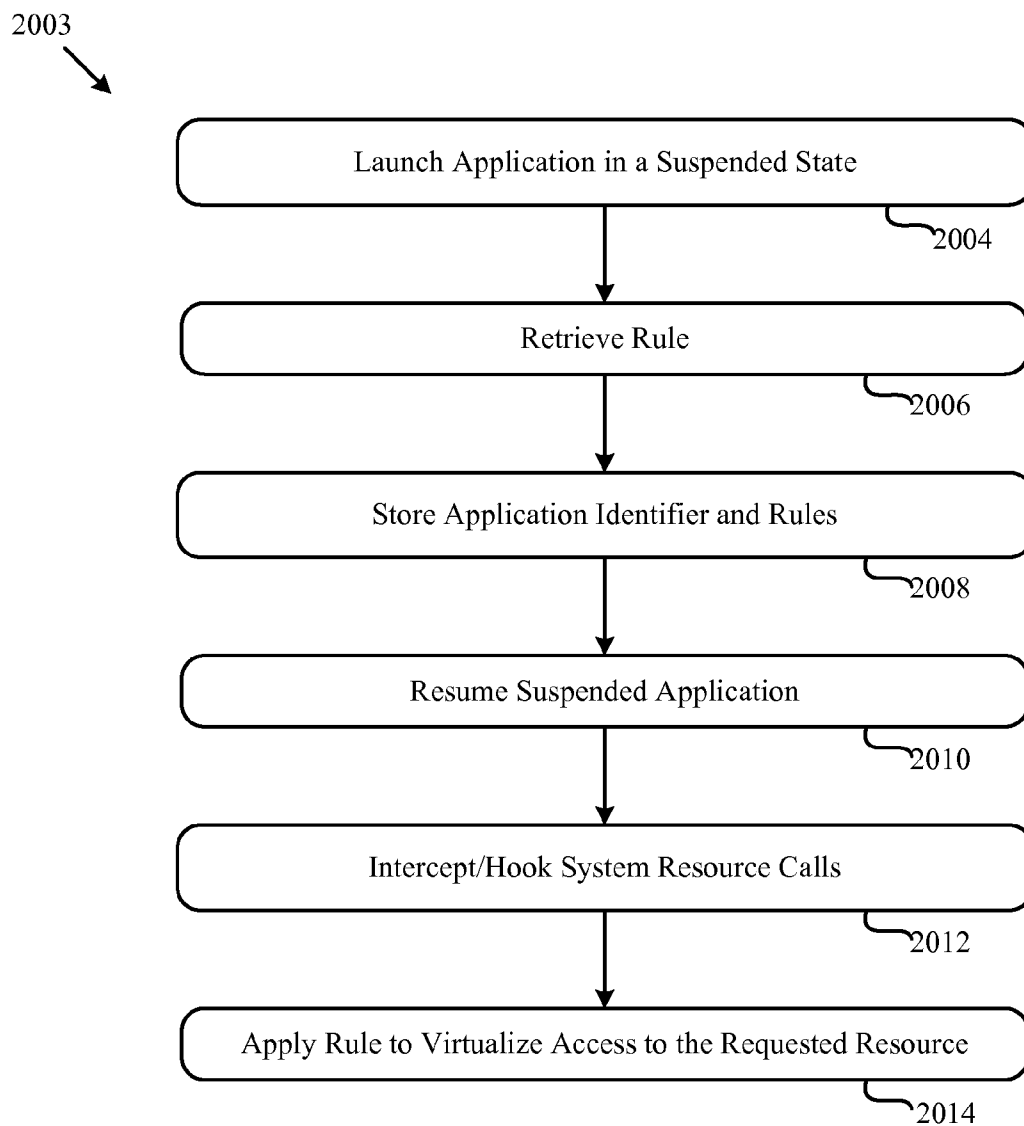 2003
Launch Application in a Suspended State
2004
Retrieve Rule
2006
Store Application Identifier and Rules
2008
Resume Suspended Application
2010
Intercept/Hook System Resource Calls
2012
Apply Rule to Virtualize Access to the Requested Resource
2014